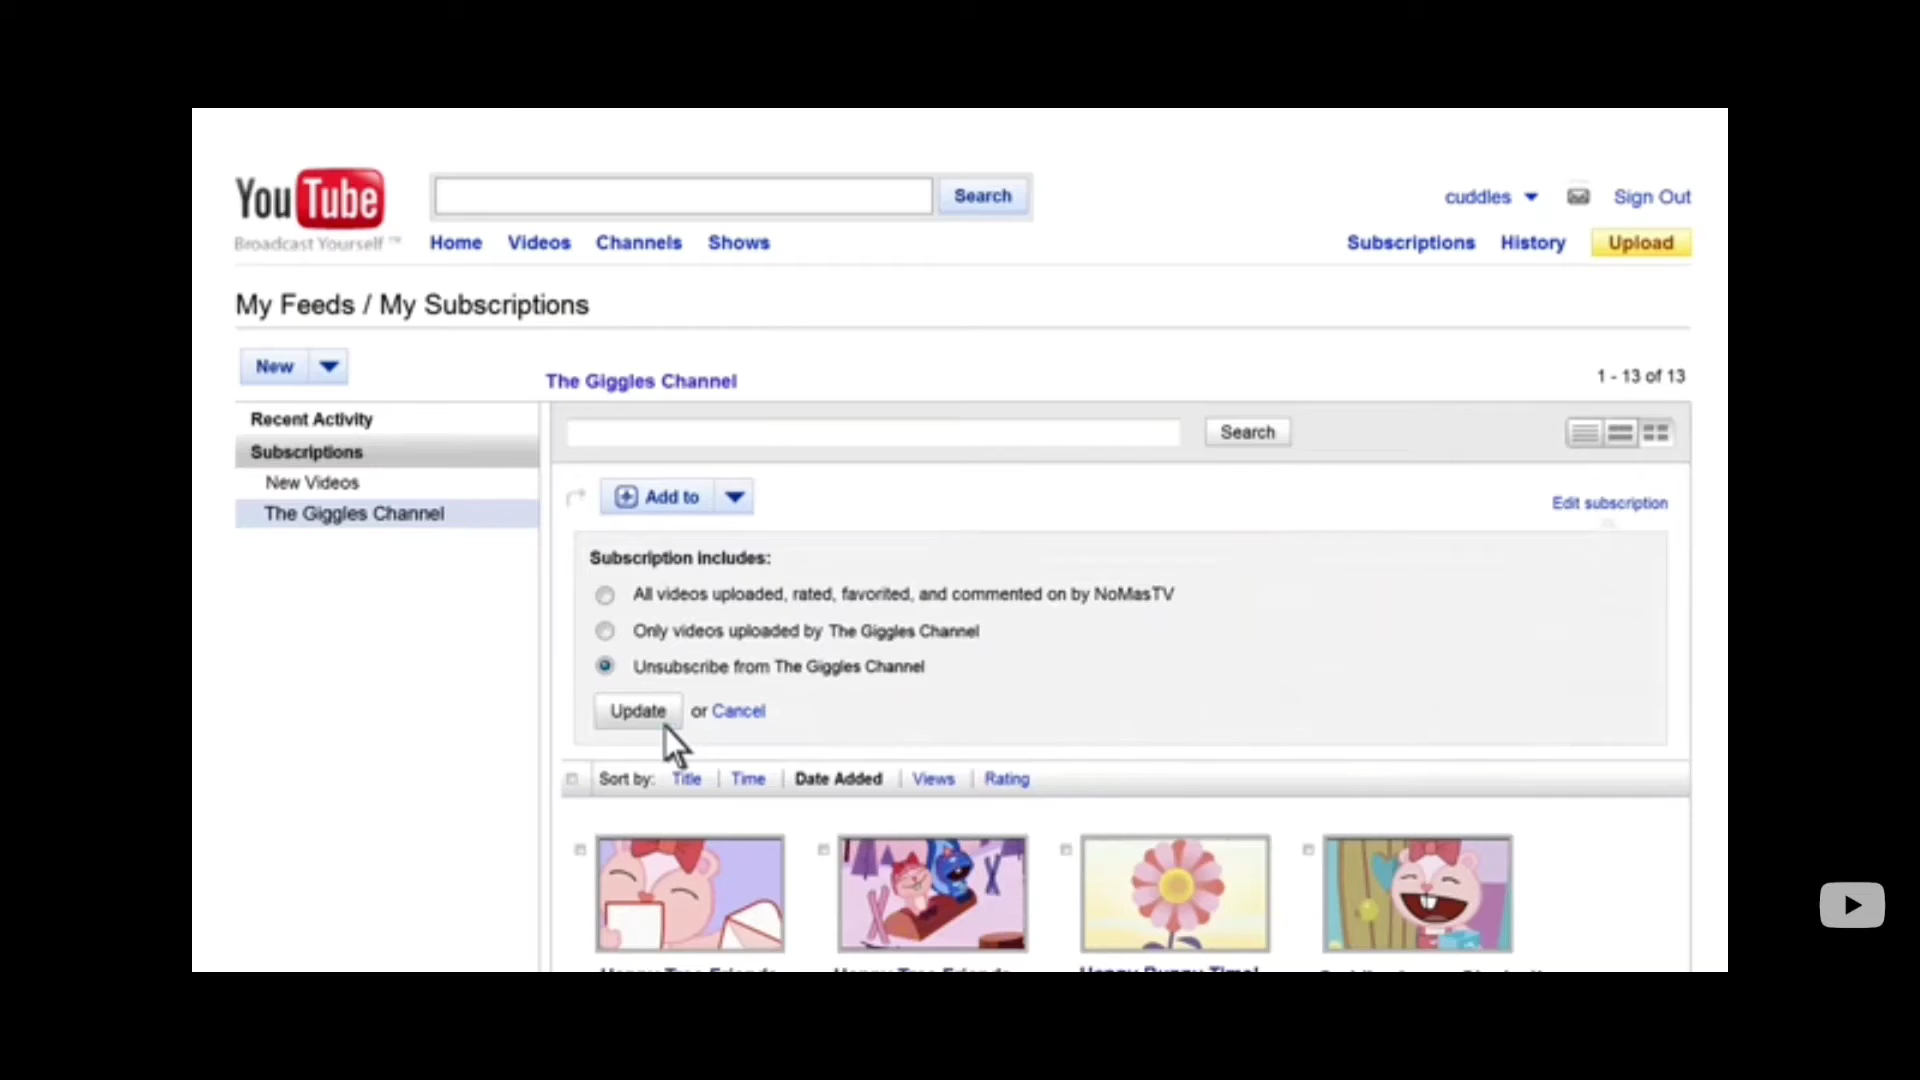 YouTube
Broadcast Yourself ™
Search
cuddles
Sign Out
Home Videos Channels Shows
Subscriptions History Upload
My Feeds / My Subscriptions
New
The Giggles Channel
1 - 13 of 13
Recent Activity
Subscriptions
New Videos
The Giggles Channel
Search
Add to
Edit subscription
Subscription includes:
All videos uploaded, rated, favorited, and commented on by NoMasTV
Only videos uploaded by The Giggles Channel
Unsubscribe from The Giggles Channel
Update or Cancel
Sort by: Title | Time | Date Added | Views | Rating